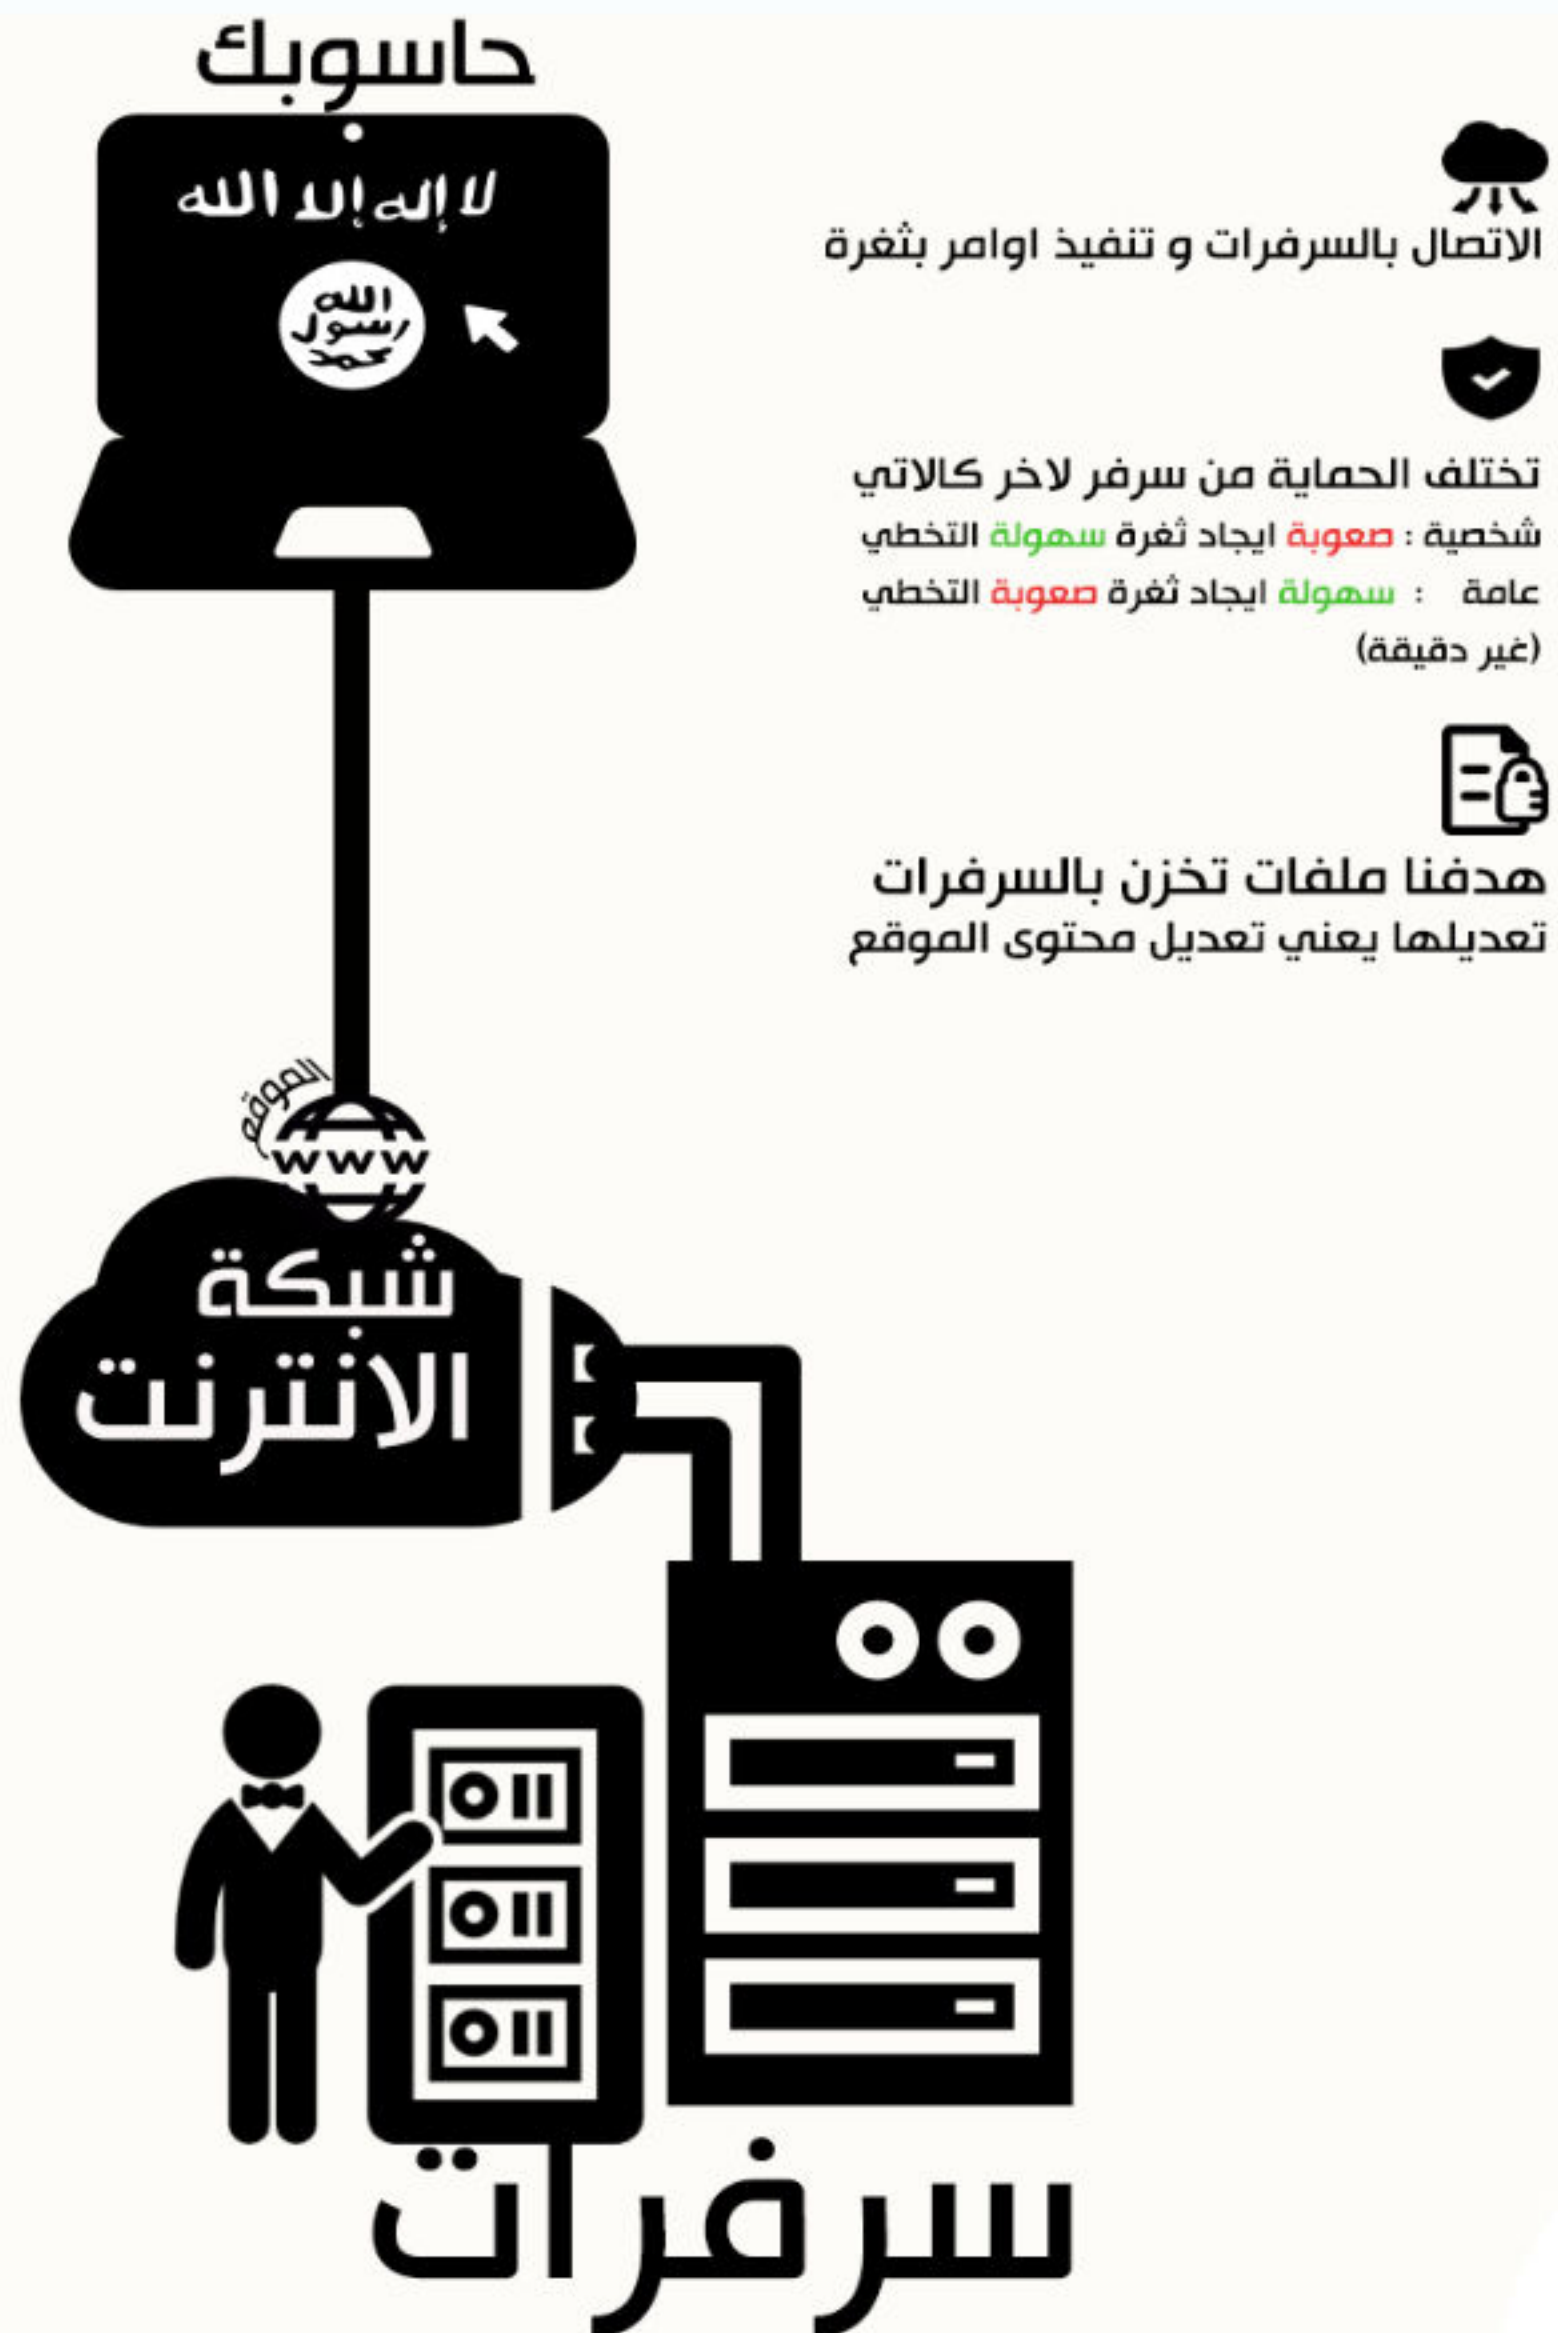 حاسوبك
لا إله إلا الله
الله
رسول
محمد
الاتصال بالسرفرات و تنفيذ اوامر بثغرة
تختلف الحماية من سرفر لاخر كالاتي
شخصية : صعوبة ايجاد ثغرة سهولة التخطي
عامة : سهولة ايجاد ثغرة صعوبة التخطي
(غير دقيقة)
هدفنا ملفات تخزن بالسرفرات
تعديلها يعني تعديل محتوى الموقع
الموقع
www
شبكة
الانترنت
سرفرات